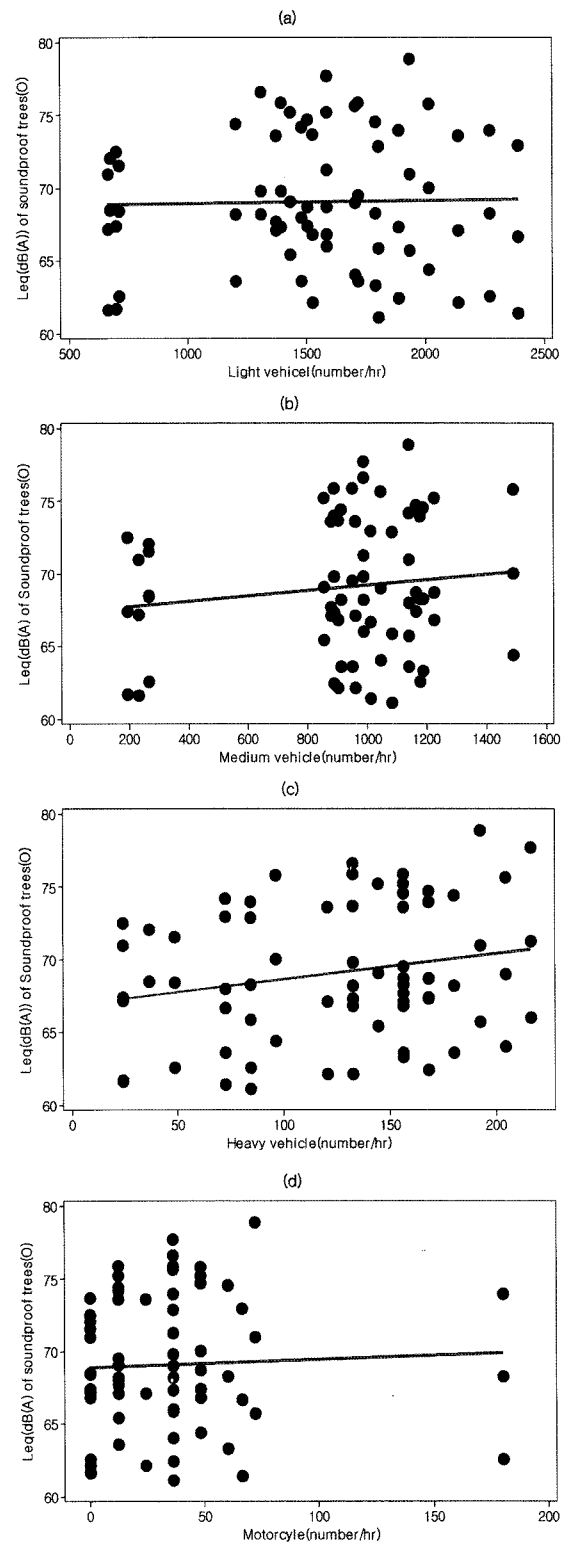 (a)
Leq(dB(A)) of soundproof trees(O)
80
75
70
65
60
500 1000 1500 2000 2500
Light vehicel(number/hr)
(b)
Leq(dB(A) of Soundproof trees(O)
80
75
70
65
60
0 200 400 600 800 1000 1200 1400 1600
Medium vehicle(number/hr)
(c)
Leq(dB(A)) of Soundproof trees(O)
80
75
70
65
60
0 50 100 150 200
Heavy vehicle(number/hr)
(d)
Leq(dB(A)) of soundproof trees(O)
80
75
70
65
60
0 50 100 150 200
Motorcyle(number/hr)